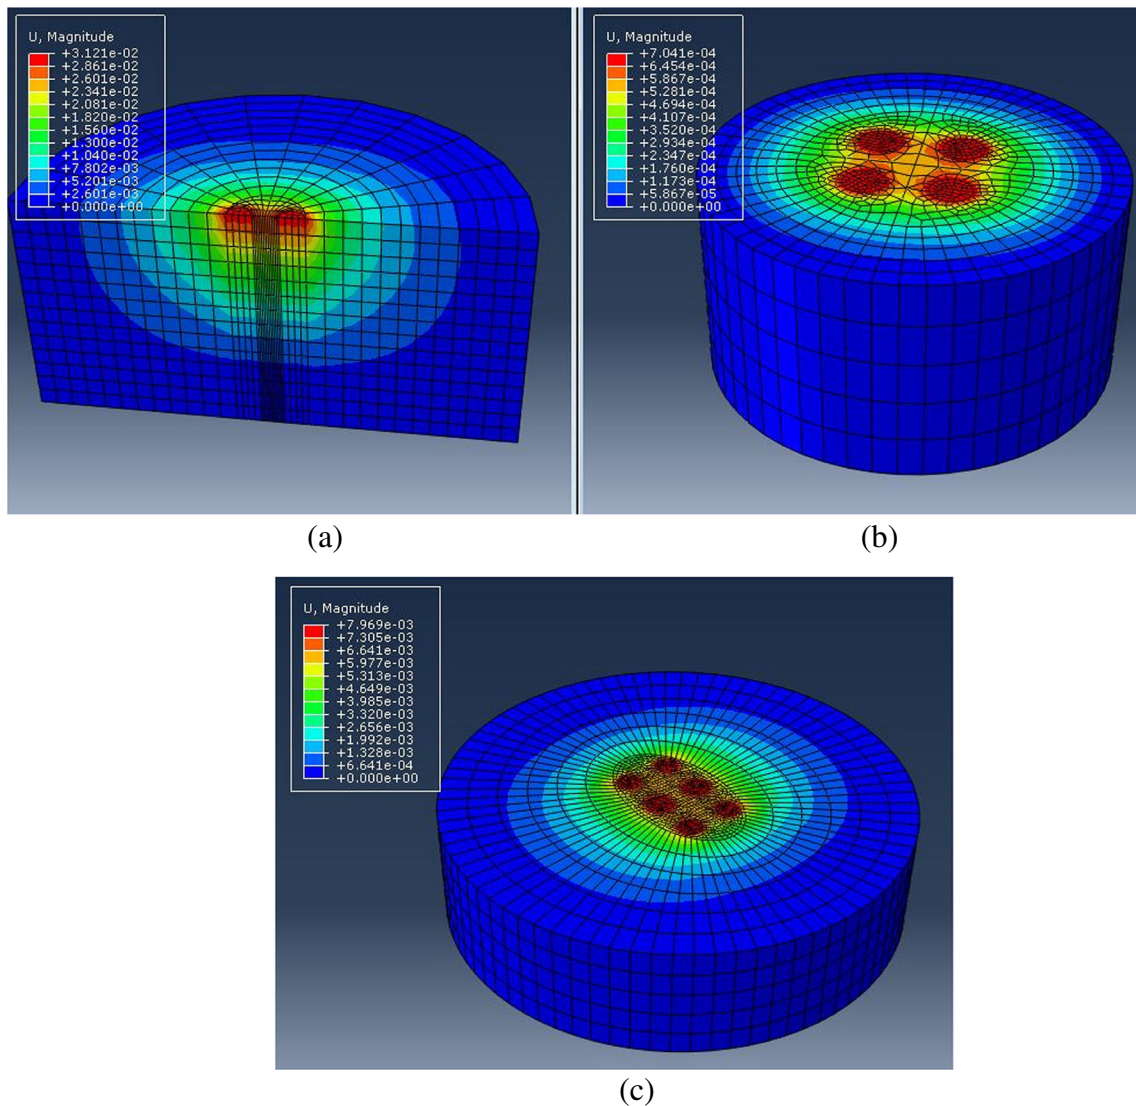 U, Magnitude
+3.121e-02
+2.861e-02
+2.601e-02
+2.341e-02
+2.081e-02
+1.820e-02
+1.560e-02
+1.300e-02
+1.040e-02
+7.802e-03
+5.201e-03
+2.601e-03
+0.000e+00
(a)
U, Magnitude
+7.041e-04
+6.454e-04
+5.867e-04
+5.281e-04
+4.694e-04
+4.107e-04
+3.520e-04
+2.934e-04
+2.347e-04
+1.760e-04
+1.173e-04
+5.867e-05
+0.000e+00
(b)
U, Magnitude
+7.969e-03
+7.305e-03
+6.641e-03
+5.977e-03
+5.313e-03
+4.649e-03
+3.985e-03
+3.320e-03
+2.656e-03
+1.992e-03
+1.328e-03
+6.641e-04
+0.000e+00
(c)